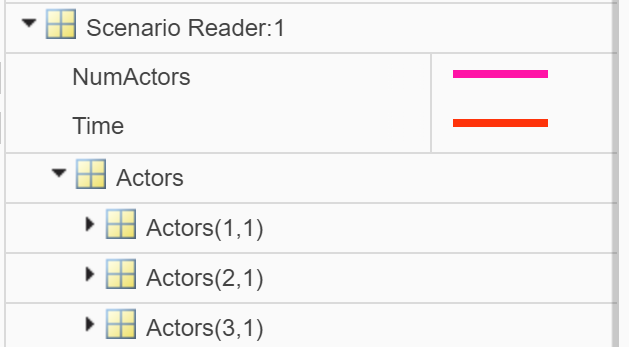 Scenario Reader:1
NumActors
Time
Actors
Actors(1,1)
Actors(2,1)
Actors(3,1)